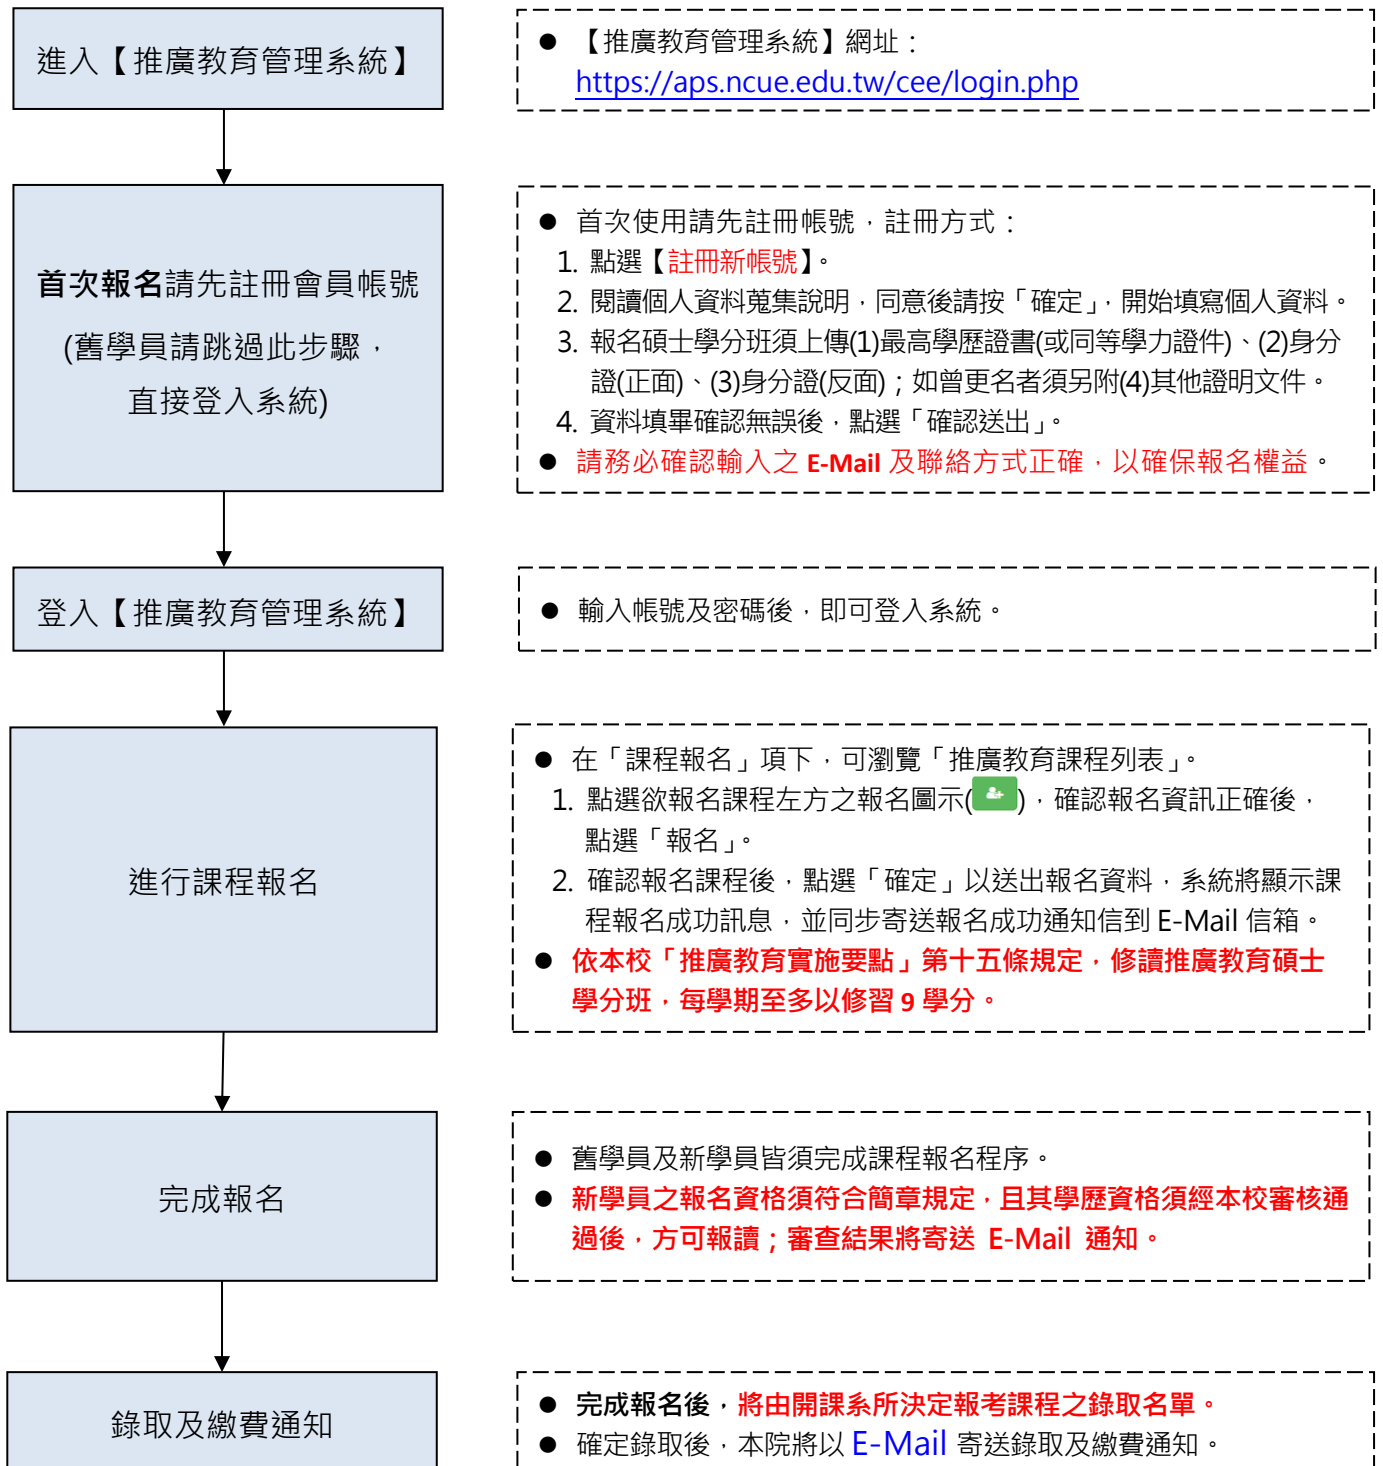 進入【推廣教育管理系統】
● 【推廣教育管理系統】網址：
https://aps.ncue.edu.tw/cee/login.php
首次報名請先註冊會員帳號
(舊學員請跳過此步驟，
直接登入系統)
● 首次使用請先註冊帳號，註冊方式：
1. 點選【註冊新帳號】。
2. 閱讀個人資料蒐集說明，同意後請按「確定」，開始填寫個人資料。
3. 報名碩士學分班須上傳(1)最高學歷證書(或同等學力證件)、(2)身分
證(正面)、(3)身分證(反面)；如曾更名者須另附(4)其他證明文件。
4. 資料填畢確認無誤後，點選「確認送出」。
● 請務必確認輸入之 E-Mail 及聯絡方式正確，以確保報名權益。
登入【推廣教育管理系統】
● 輸入帳號及密碼後，即可登入系統。
進行課程報名
● 在「課程報名」項下，可瀏覽「推廣教育課程列表」。
1. 點選欲報名課程左方之報名圖示( )，確認報名資訊正確後，
點選「報名」。
2. 確認報名課程後，點選「確定」以送出報名資料，系統將顯示課
程報名成功訊息，並同步寄送報名成功通知信到 E-Mail 信箱。
● 依本校「推廣教育實施要點」第十五條規定，修讀推廣教育碩士
學分班，每學期至多以修習 9 學分。
完成報名
● 舊學員及新學員皆須完成課程報名程序。
● 新學員之報名資格須符合簡章規定，且其學歷資格須經本校審核通
過後，方可報讀；審查結果將寄送 E-Mail 通知。
錄取及繳費通知
● 完成報名後，將由開課系所決定報考課程之錄取名單。
● 確定錄取後，本院將以 E-Mail 寄送錄取及繳費通知。